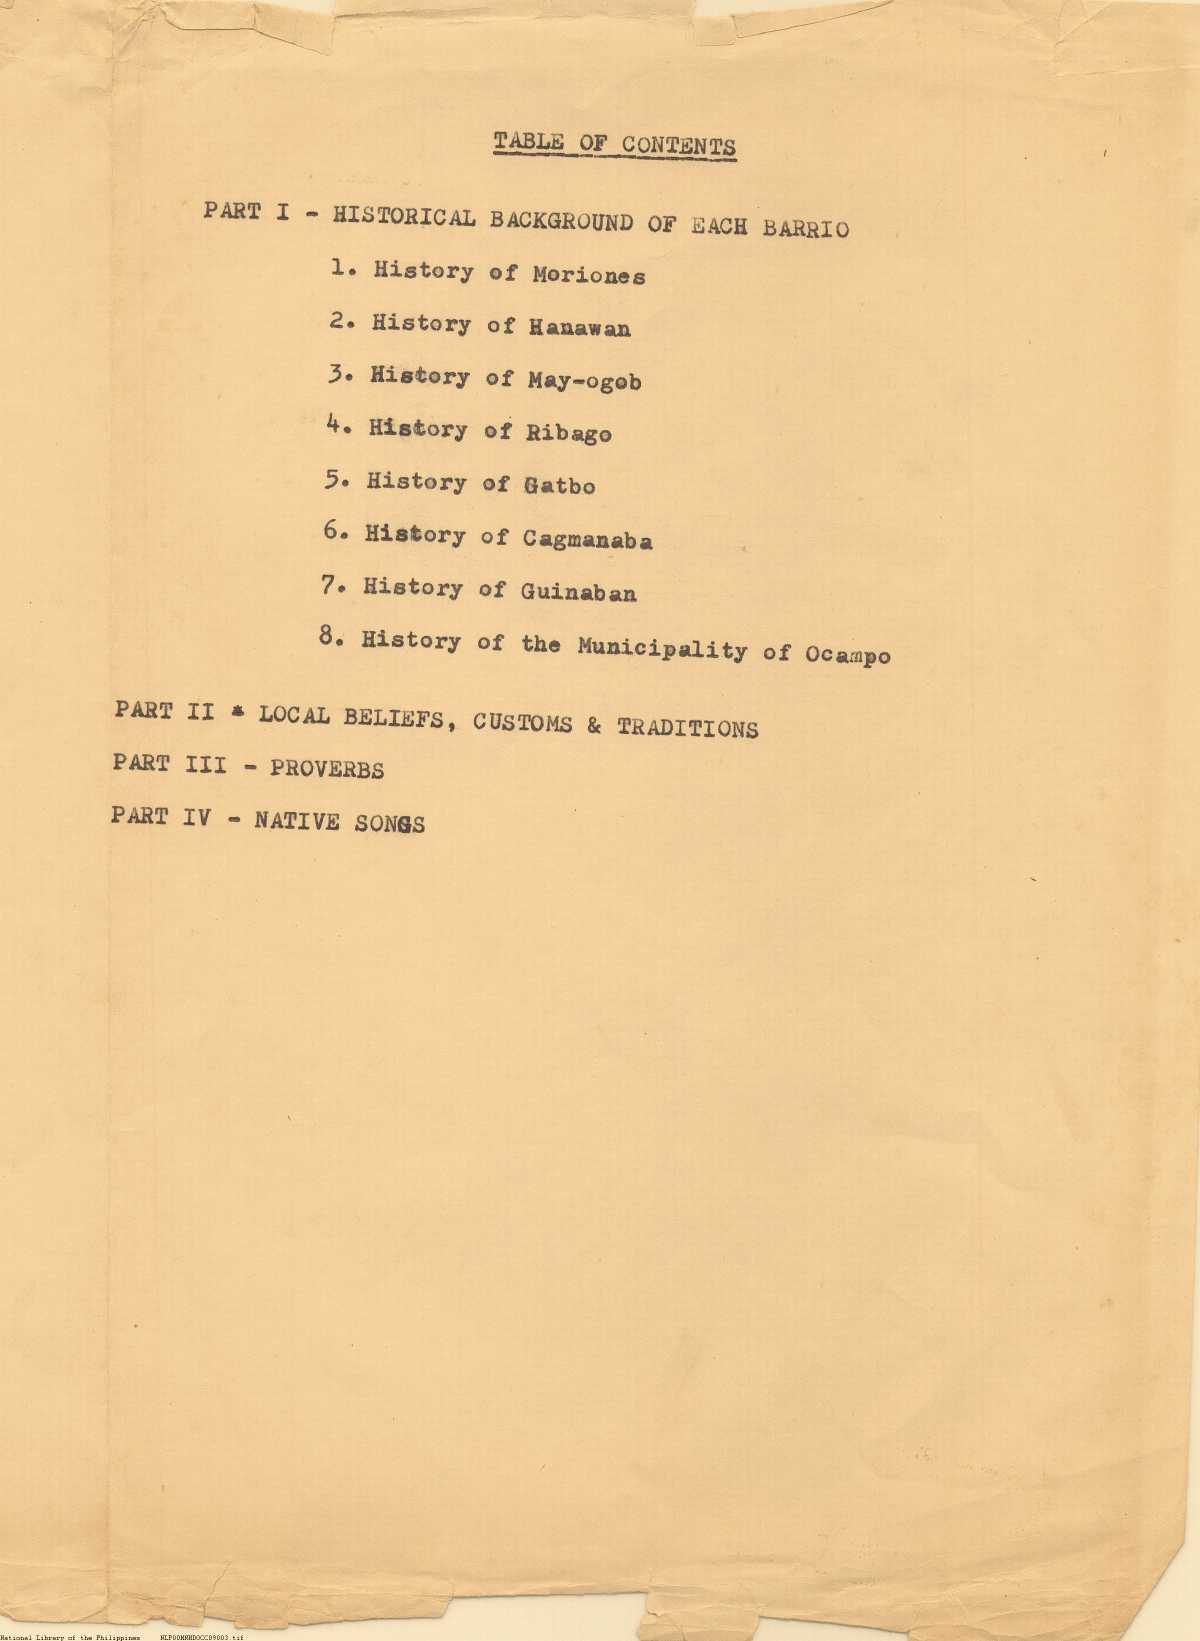 TABLE OF CONTENTS
PART I - HISTORICAL BACKGROUND OF EACH BARRIO
1. History of Moriones
2. History of Hanawan
3. History of May-ogob
4. History of Ribago
5. History of Gatbo
6. History of Cagmanaba
7. History of Guinaban
8. History of the Municipality of Ocampo
PART II - LOCAL BELIEFS, CUSTOMS & TRADITIONS
PART III - PROVERBS
PART IV - NATIVE SONGS
National Library of the Philippines